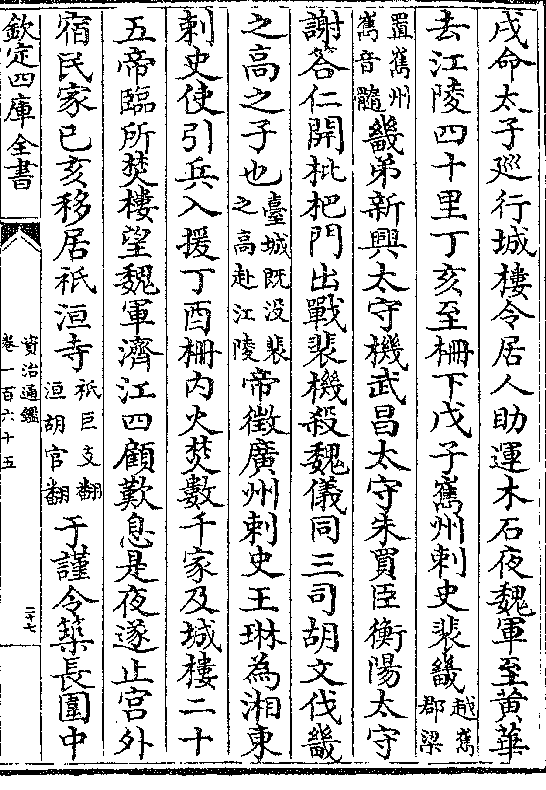 戌命太子廵行城樓令居人助運木石夜魏軍至黄華
去江陵四十里丁亥至柵下戊子嶲州刺史裴畿越嶲郡梁
置嶲州嶲音髓畿弟新興太守機武昌太守朱買臣衡陽太守
謝答仁開枇杷門出戰裴機殺魏儀同三司胡文伐畿
之高之子也臺城既没裴之高赴江陵帝徵廣州刺史王琳為湘東
刺史使引兵入援丁酉柵内火焚數千家及城樓二十
五帝臨所焚樓望魏軍濟江四顧歎息是夜遂止宫外
宿民家已亥移居祇洹寺祇巨支翻洹胡官翻于謹令築長圍中
欽定四庫全書
資治通鑑
卷一百六十五
二十七